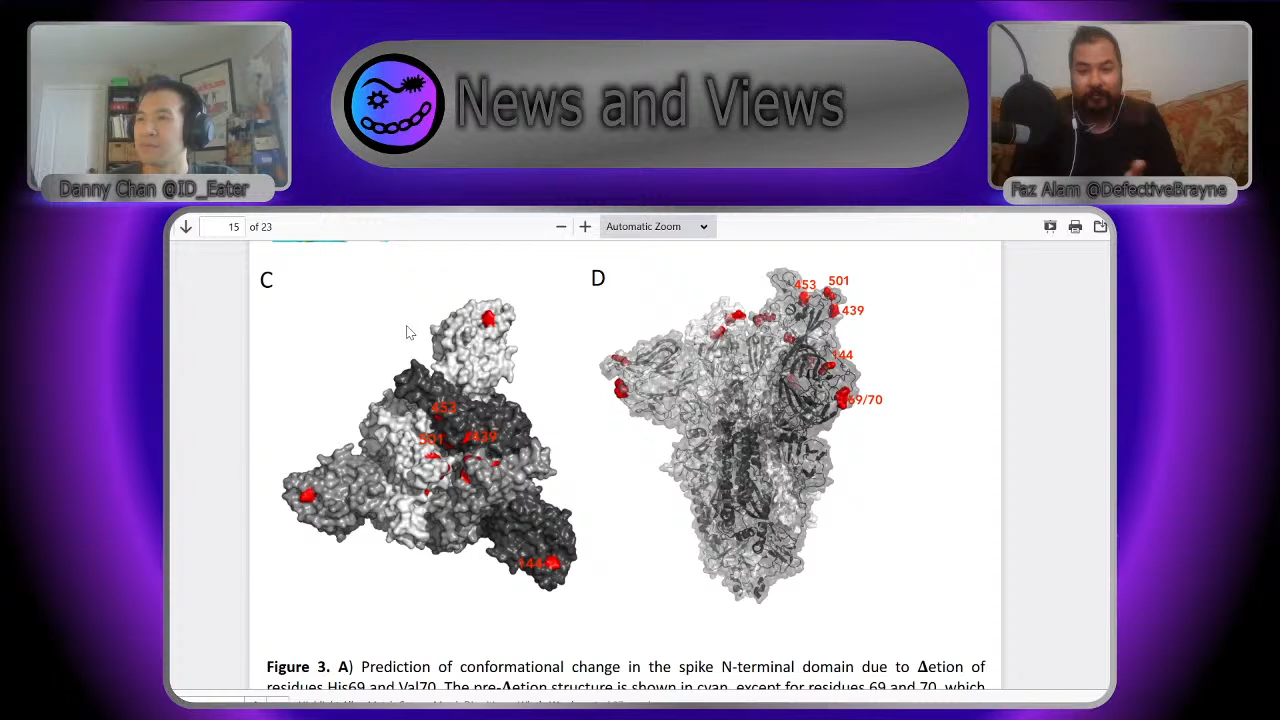 News and Views
Danny Chan @ID_Eater
Faz Alam @DefectiveBrayne
15 of 23
Automatic Zoom
C
D
453
501
439
144
69/70
453
501
439
144
Figure 3. A) Prediction of conformational change in the spike N-terminal domain due to Δetion of
residues His69 and Val70. The pre-Δetion structure is shown in cyan, except for residues 69 and 70, which